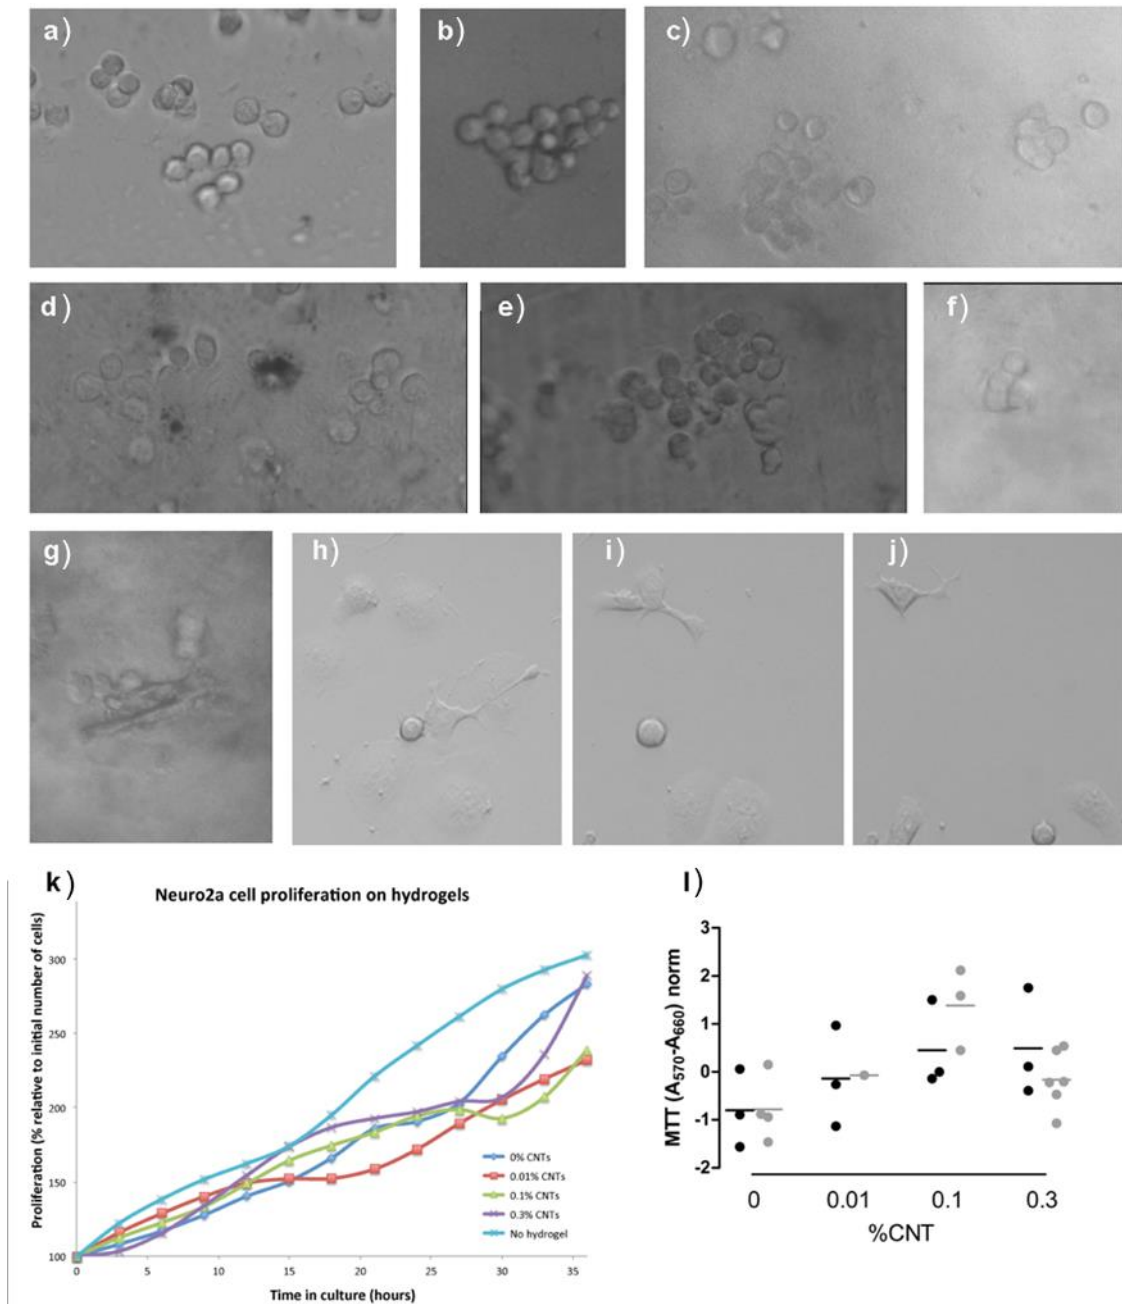 a)
b)
c)
d)
e)
f)
g)
h)
i)
j)
k)
Neuro2a cell proliferation on hydrogels
Proliferation (% relative to initial number of cells)
300
250
200
150
100
0% CNTs
0.01% CNTs
0.1% CNTs
0.3% CNTs
No hydrogel
0 5 10 15 20 25 30 35
Time in culture (hours)
l)
MTT (A570-A660) norm
3
2
1
0
-1
-2
0 0.01 0.1 0.3
%CNT